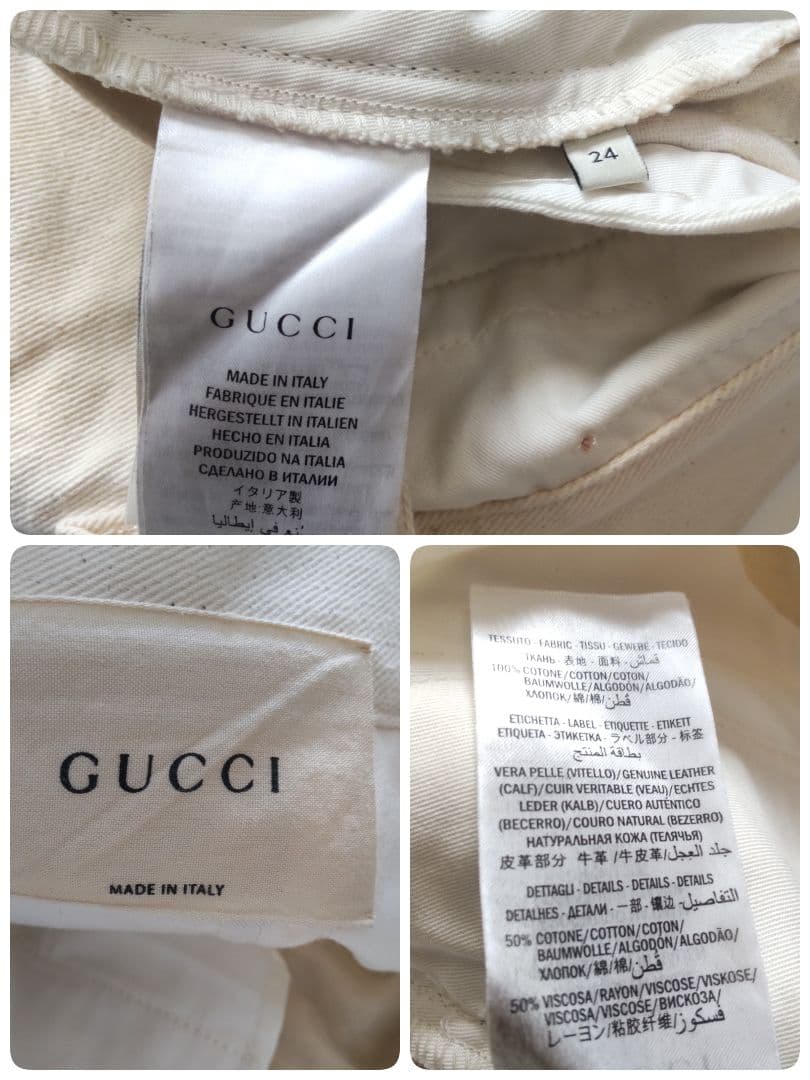 24
GUCCI
MADE IN ITALY
FABRIQUE EN ITALIE
HERGESTELLT IN ITALIEN
HECHO EN ITALIA
PRODUZIDO NA ITALIA
СДЕЛАНО В ИТАЛИИ
イタリア製
产地:意大利
في إيطاليا
GUCCI
MADE IN ITALY
TESSUTO - FABRIC - TISSU - GEWEBE - TECIDO
ТКАНЬ - 表地 - 面料 - قماش
100% COTONE/COTTON/COTON/
BAUMWOLLE/ALGODÓN/ALGODÃO/
ХЛОПОК/綿/棉/قطن
ETICHETTA - LABEL - ETIQUETTE - ETIKETT
ETIQUETA - ЭТИКЕТКА - ラベル部分 - 标签
بطاقة المنتج
VERA PELLE (VITELLO)/GENUINE LEATHER
(CALF)/CUIR VERITABLE (VEAU)/ECHTES
LEDER (KALB)/CUERO AUTÉNTICO
(BECERRO)/COURO NATURAL (BEZERRO)
НАТУРАЛЬНАЯ КОЖА (ТЕЛЯЧЬЯ)
皮革部分 牛革/牛皮革/جلد العجل
DETTAGLI - DETAILS - DETAILS - DETAILS
DETALHES - ДЕТАЛИ - 一部 - 镶边 - التفاصيل
50% COTONE/COTTON/COTON/
BAUMWOLLE/ALGODÓN/ALGODÃO/
ХЛОПОК/綿/棉/قطن
50% VISCOSA/RAYON/VISCOSE/VISKOSE/
VISCOSA/VISCOSE/ВИСКОЗА/
レーヨン/粘胶纤维/فسكوز